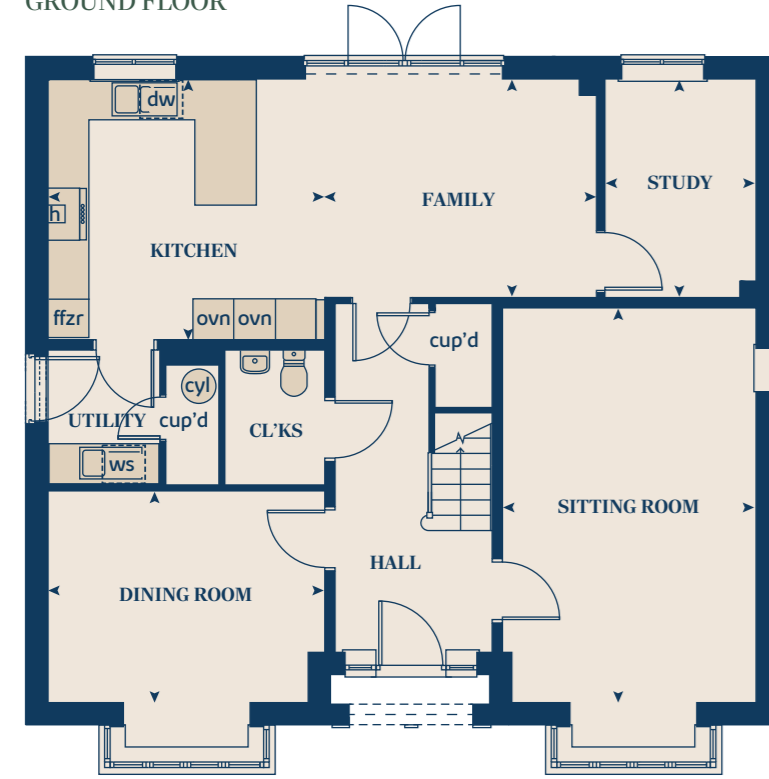 GROUND FLOOR
dw
STUDY
FAMILY
h
KITCHEN
ffzr
ovn ovn
cup'd
cyl
UTILITY cup'd
CL'KS
ws
SITTING ROOM
HALL
DINING ROOM